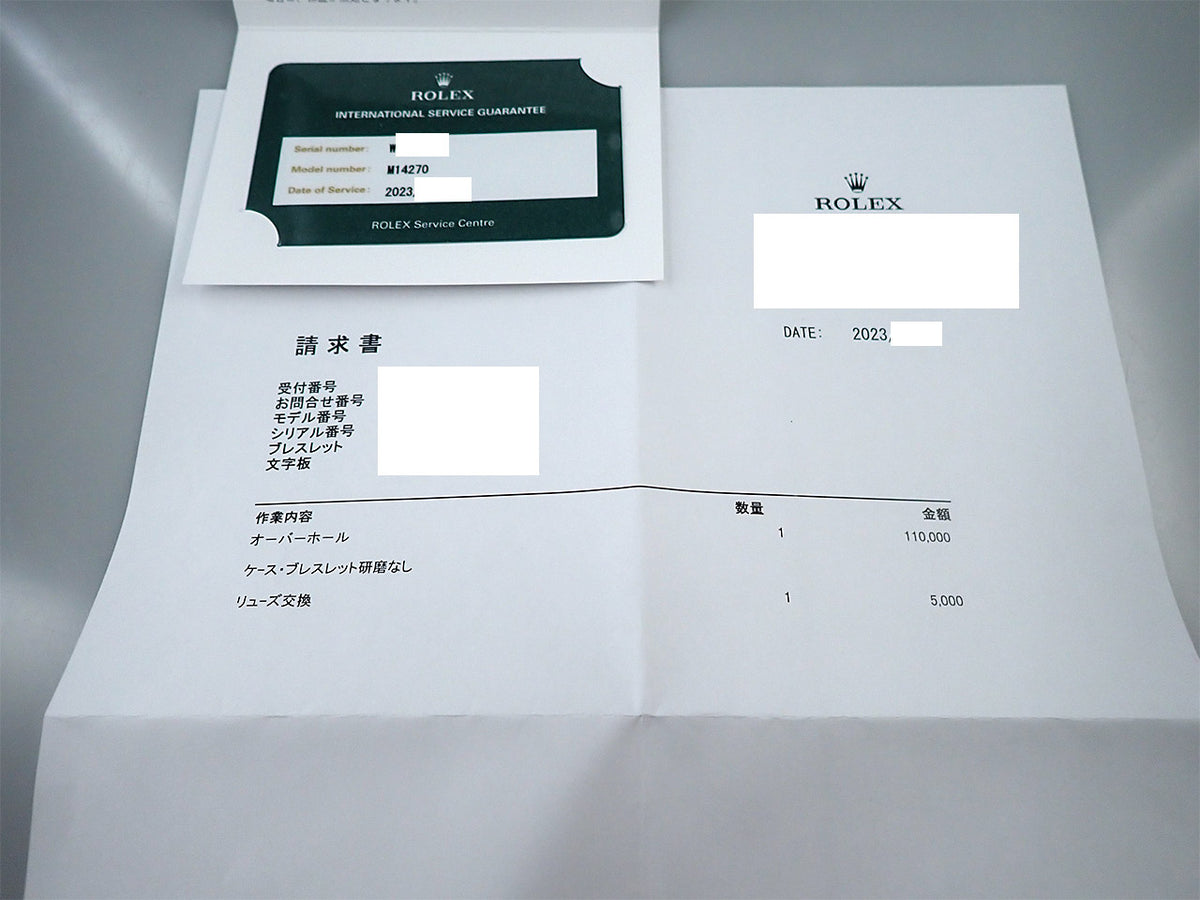 ROLEX
INTERNATIONAL SERVICE GUARANTEE
Serial number: W
Model number: M14270
Date of Service: 2023,
ROLEX Service Centre
ROLEX
DATE: 2023,
請求書
受付番号
お問合せ番号
モデル番号
シリアル番号
ブレスレット
文字板
作業内容 数量 金額
オーバーホール 1 110,000
ケース・ブレスレット研磨なし
リューズ交換 1 5,000